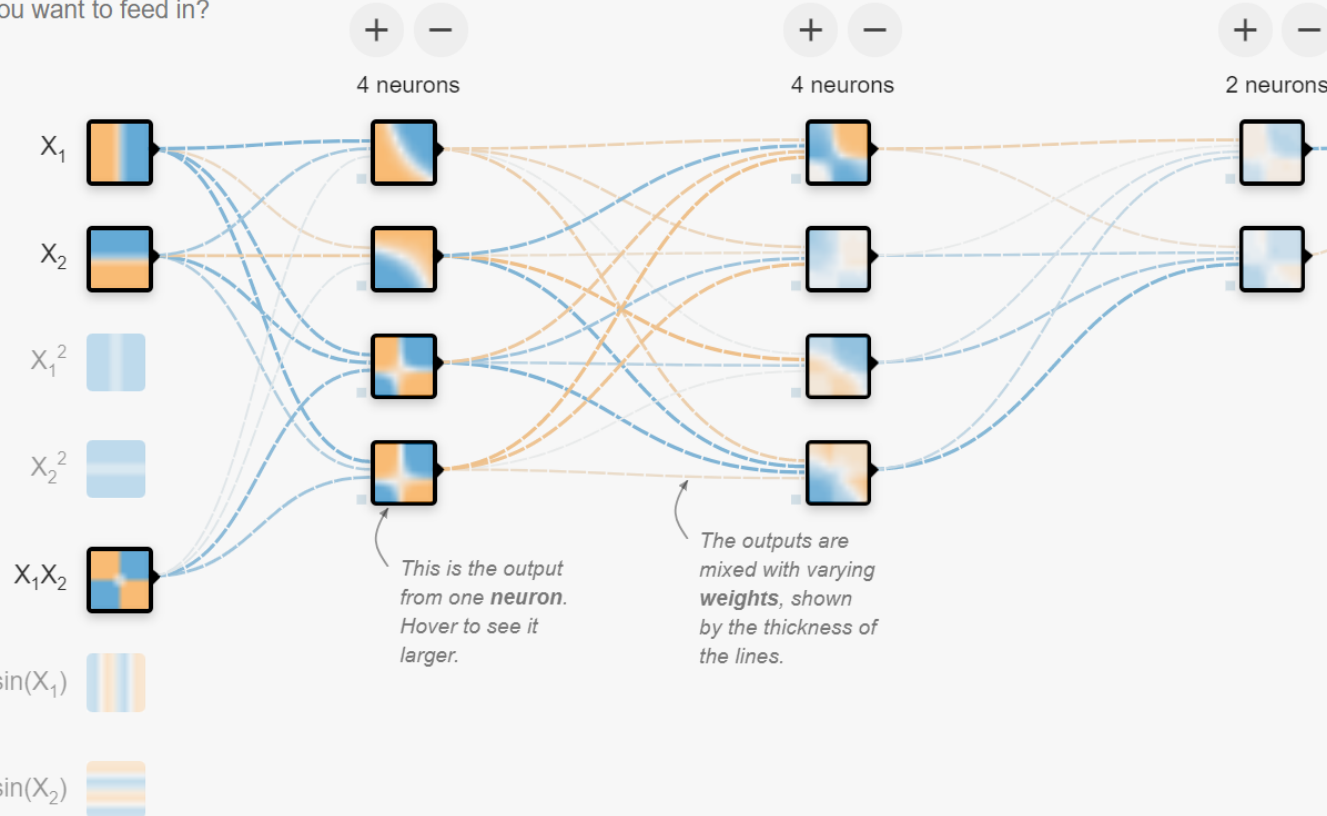 ou want to feed in?
+ −
+ −
+ −
4 neurons
4 neurons
2 neurons
X₁
X₂
X₁²
X₂²
X₁X₂
sin(X₁)
sin(X₂)
This is the output
from one neuron.
Hover to see it
larger.
The outputs are
mixed with varying
weights, shown
by the thickness of
the lines.